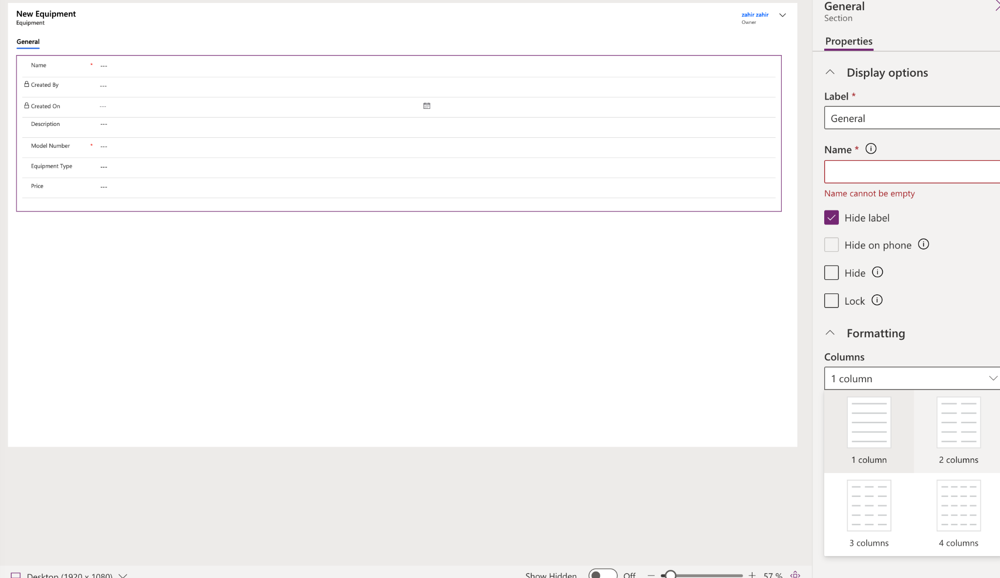 New Equipment
Equipment
zahir zahir
Owner
General
Name * ---
Created By ---
Created On ---
Description ---
Model Number * ---
Equipment Type ---
Price ---
Desktop (1920 x 1080)
Show Hidden Off 57 %
General
Section
Properties
Display options
Label *
General
Name *
Name cannot be empty
Hide label
Hide on phone
Hide
Lock
Formatting
Columns
1 column
1 column 2 columns
3 columns 4 columns